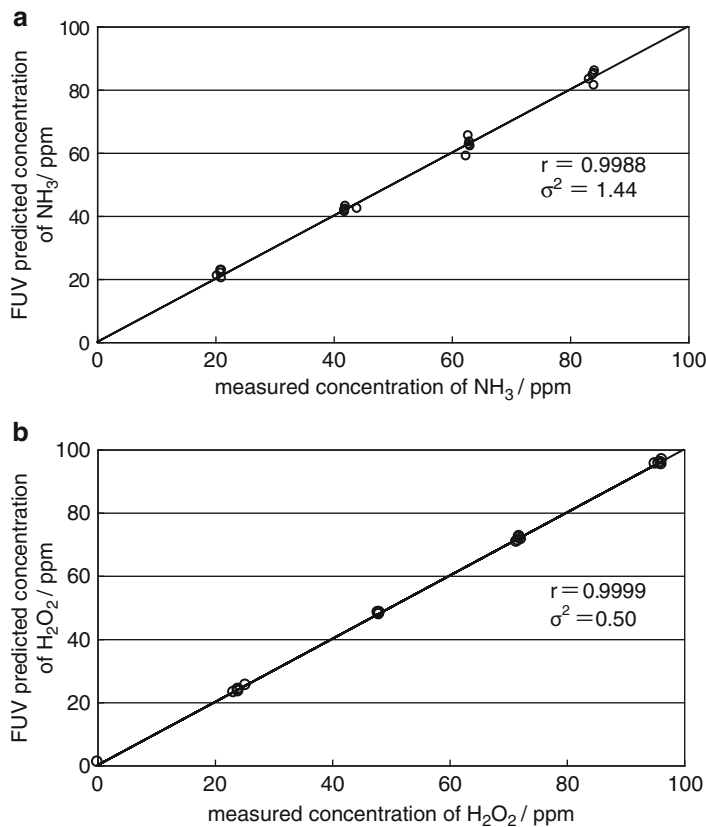 a
100
80
60
40
20
0
FUV predicted concentration
of NH₃/ ppm
r = 0.9988
σ² = 1.44
0 20 40 60 80 100
measured concentration of NH₃ / ppm
b
100
80
60
40
20
0
FUV predicted concentration
of H₂O₂ / ppm
r = 0.9999
σ² = 0.50
0 20 40 60 80 100
measured concentration of H₂O₂ / ppm